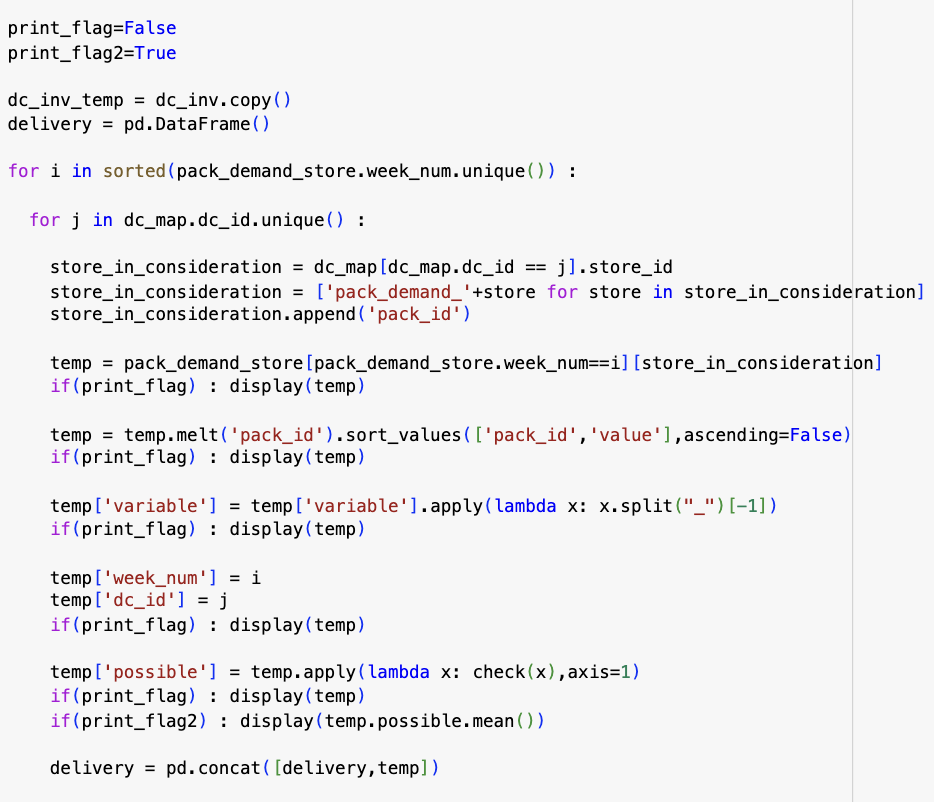 print_flag=False
print_flag2=True
dc_inv_temp = dc_inv.copy()
delivery = pd.DataFrame()
for i in sorted(pack_demand_store.week_num.unique()) :
for j in dc_map.dc_id.unique() :
store_in_consideration = dc_map[dc_map.dc_id == j].store_id
store_in_consideration = ['pack_demand_'+store for store in store_in_consideration]
store_in_consideration.append('pack_id')
temp = pack_demand_store[pack_demand_store.week_num==i][store_in_consideration]
if(print_flag) : display(temp)
temp = temp.melt('pack_id').sort_values(['pack_id','value'],ascending=False)
if(print_flag) : display(temp)
temp['variable'] = temp['variable'].apply(lambda x: x.split("_")[-1])
if(print_flag) : display(temp)
temp['week_num'] = i
temp['dc_id'] = j
if(print_flag) : display(temp)
temp['possible'] = temp.apply(lambda x: check(x),axis=1)
if(print_flag) : display(temp)
if(print_flag2) : display(temp.possible.mean())
delivery = pd.concat([delivery,temp])